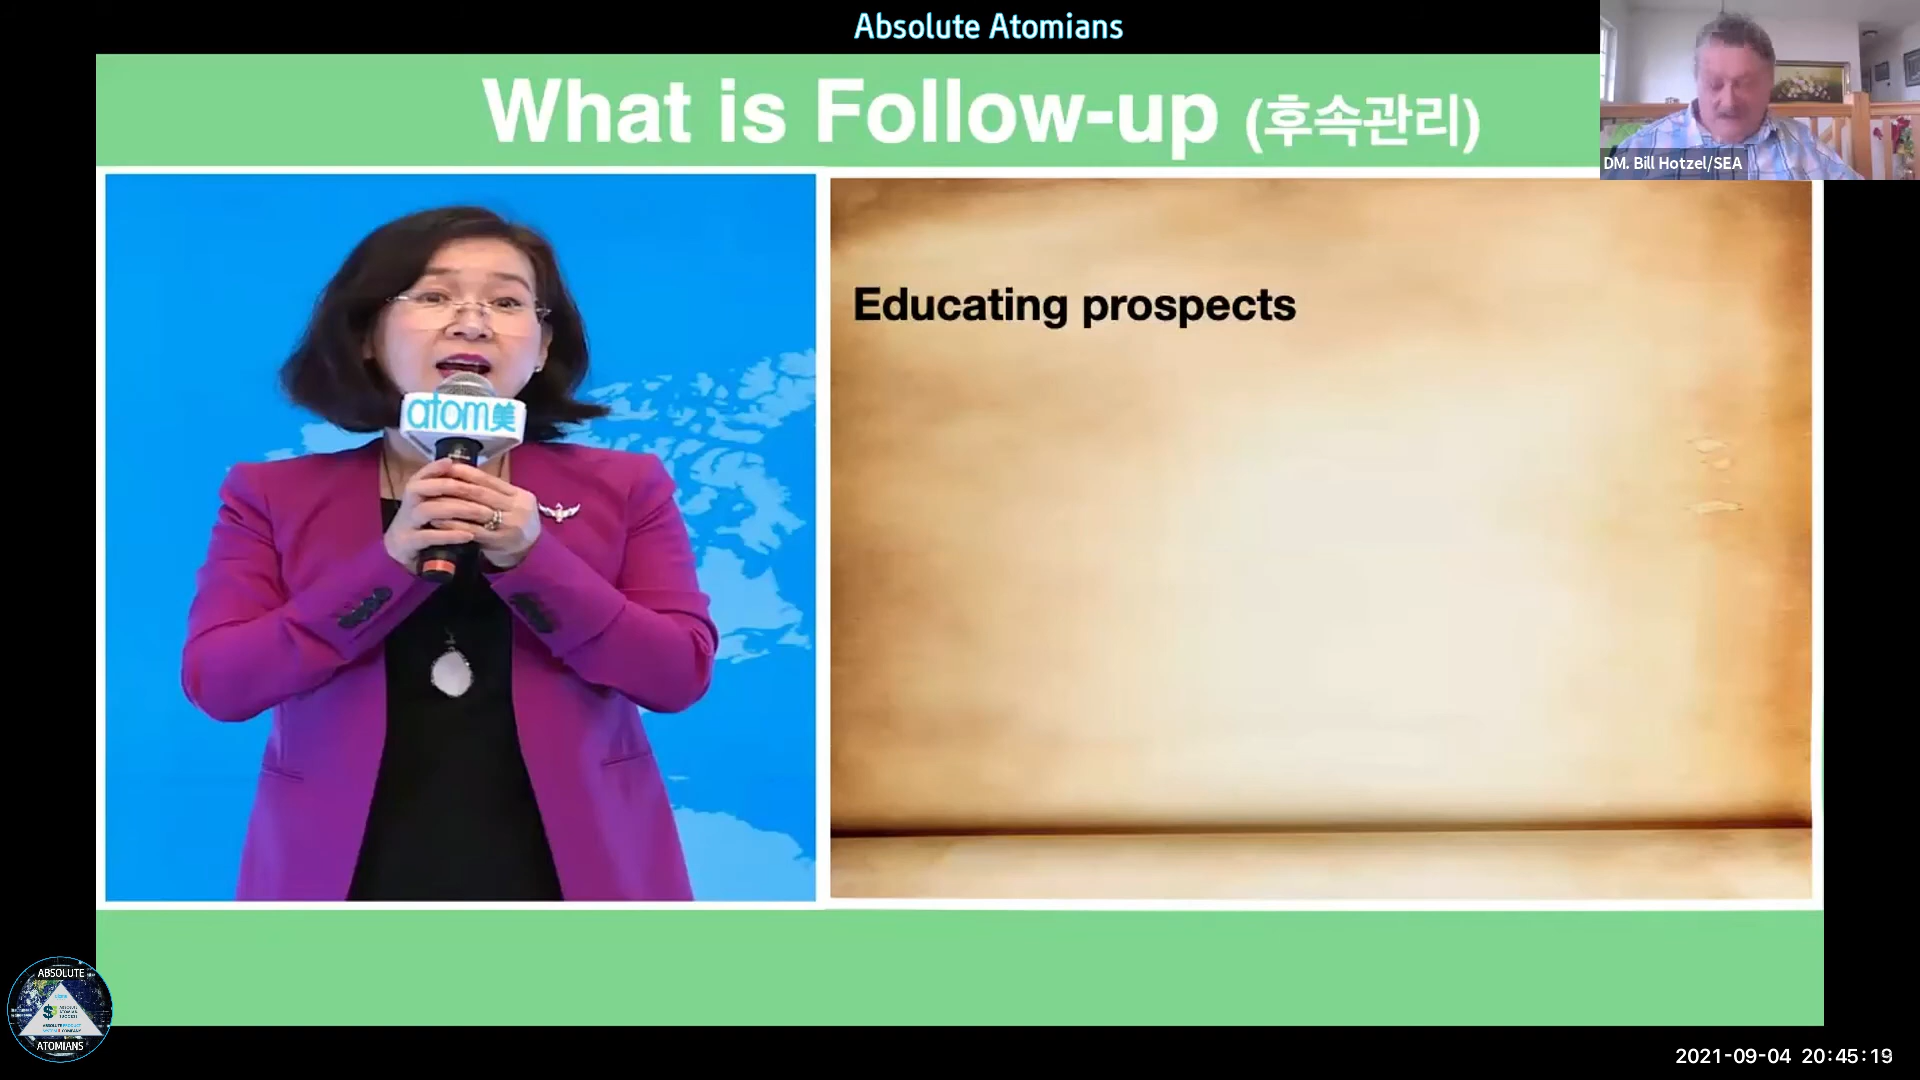 Absolute Atomians
What is Follow-up (후속관리)
DM. Bill Hotzel/SEA
Educating prospects
atom美
ABSOLUTE
ATOMIANS
2021-09-04 20:45:19